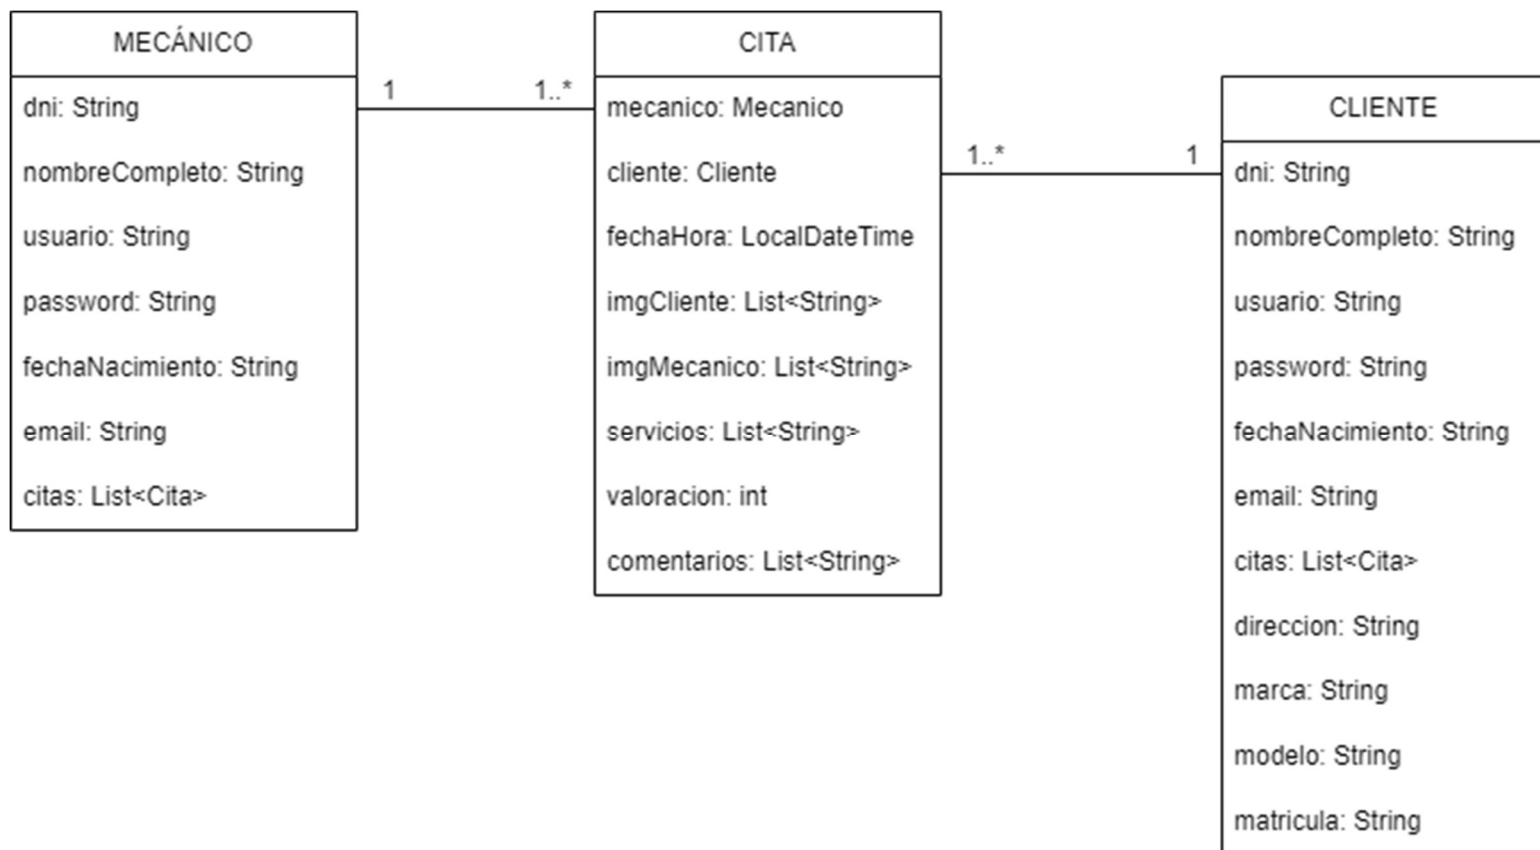 MECÁNICO
dni: String
nombreCompleto: String
usuario: String
password: String
fechaNacimiento: String
email: String
citas: List<Cita>
1
1..*
CITA
mecanico: Mecanico
cliente: Cliente
fechaHora: LocalDateTime
imgCliente: List<String>
imgMecanico: List<String>
servicios: List<String>
valoracion: int
comentarios: List<String>
1..*
1
CLIENTE
dni: String
nombreCompleto: String
usuario: String
password: String
fechaNacimiento: String
email: String
citas: List<Cita>
direccion: String
marca: String
modelo: String
matricula: String